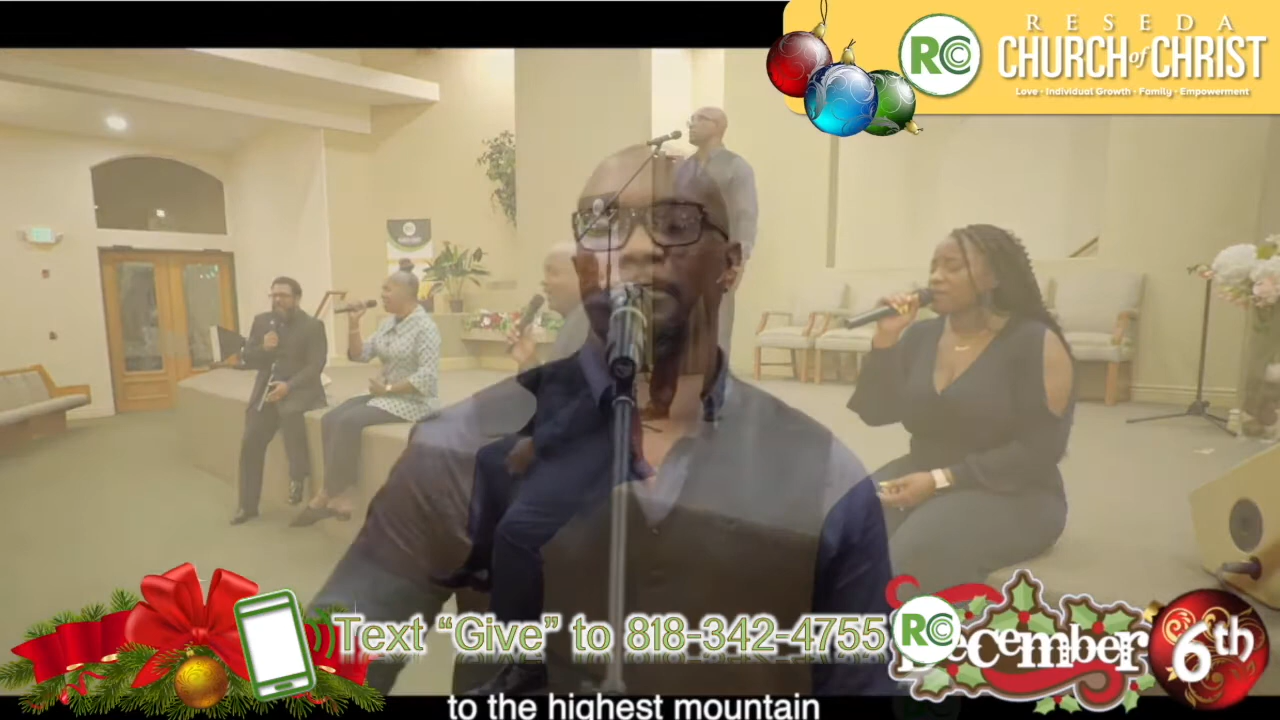 RESEDA
RC
CHURCH of CHRIST
Love - Individual Growth - Family - Empowerment
Text “Give” to 818-342-4755
RC
December
6th
to the highest mountain